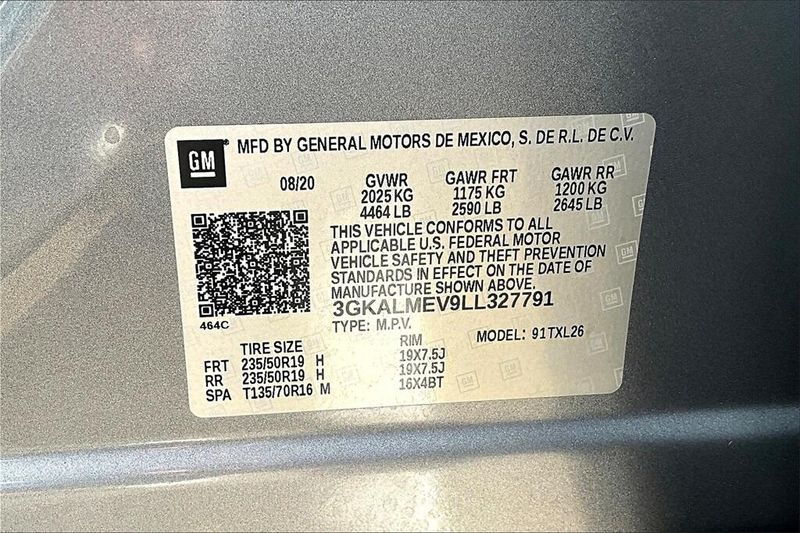 GM® MFD BY GENERAL MOTORS DE MEXICO, S. DE R.L. DE C.V.
08/20 GVWR GAWR FRT GAWR RR
2025 KG 1175 KG 1200 KG
4464 LB 2590 LB 2645 LB
THIS VEHICLE CONFORMS TO ALL
APPLICABLE U.S. FEDERAL MOTOR
VEHICLE SAFETY AND THEFT PREVENTION
STANDARDS IN EFFECT ON THE DATE OF
MANUFACTURE SHOWN ABOVE.
3GKALMEV9LL327791
464C
TYPE: M.P.V. MODEL: 91TXL26
TIRE SIZE RIM
FRT 235/50R19 H 19X7.5J
RR 235/50R19 H 19X7.5J
SPA T135/70R16 M 16X4BT